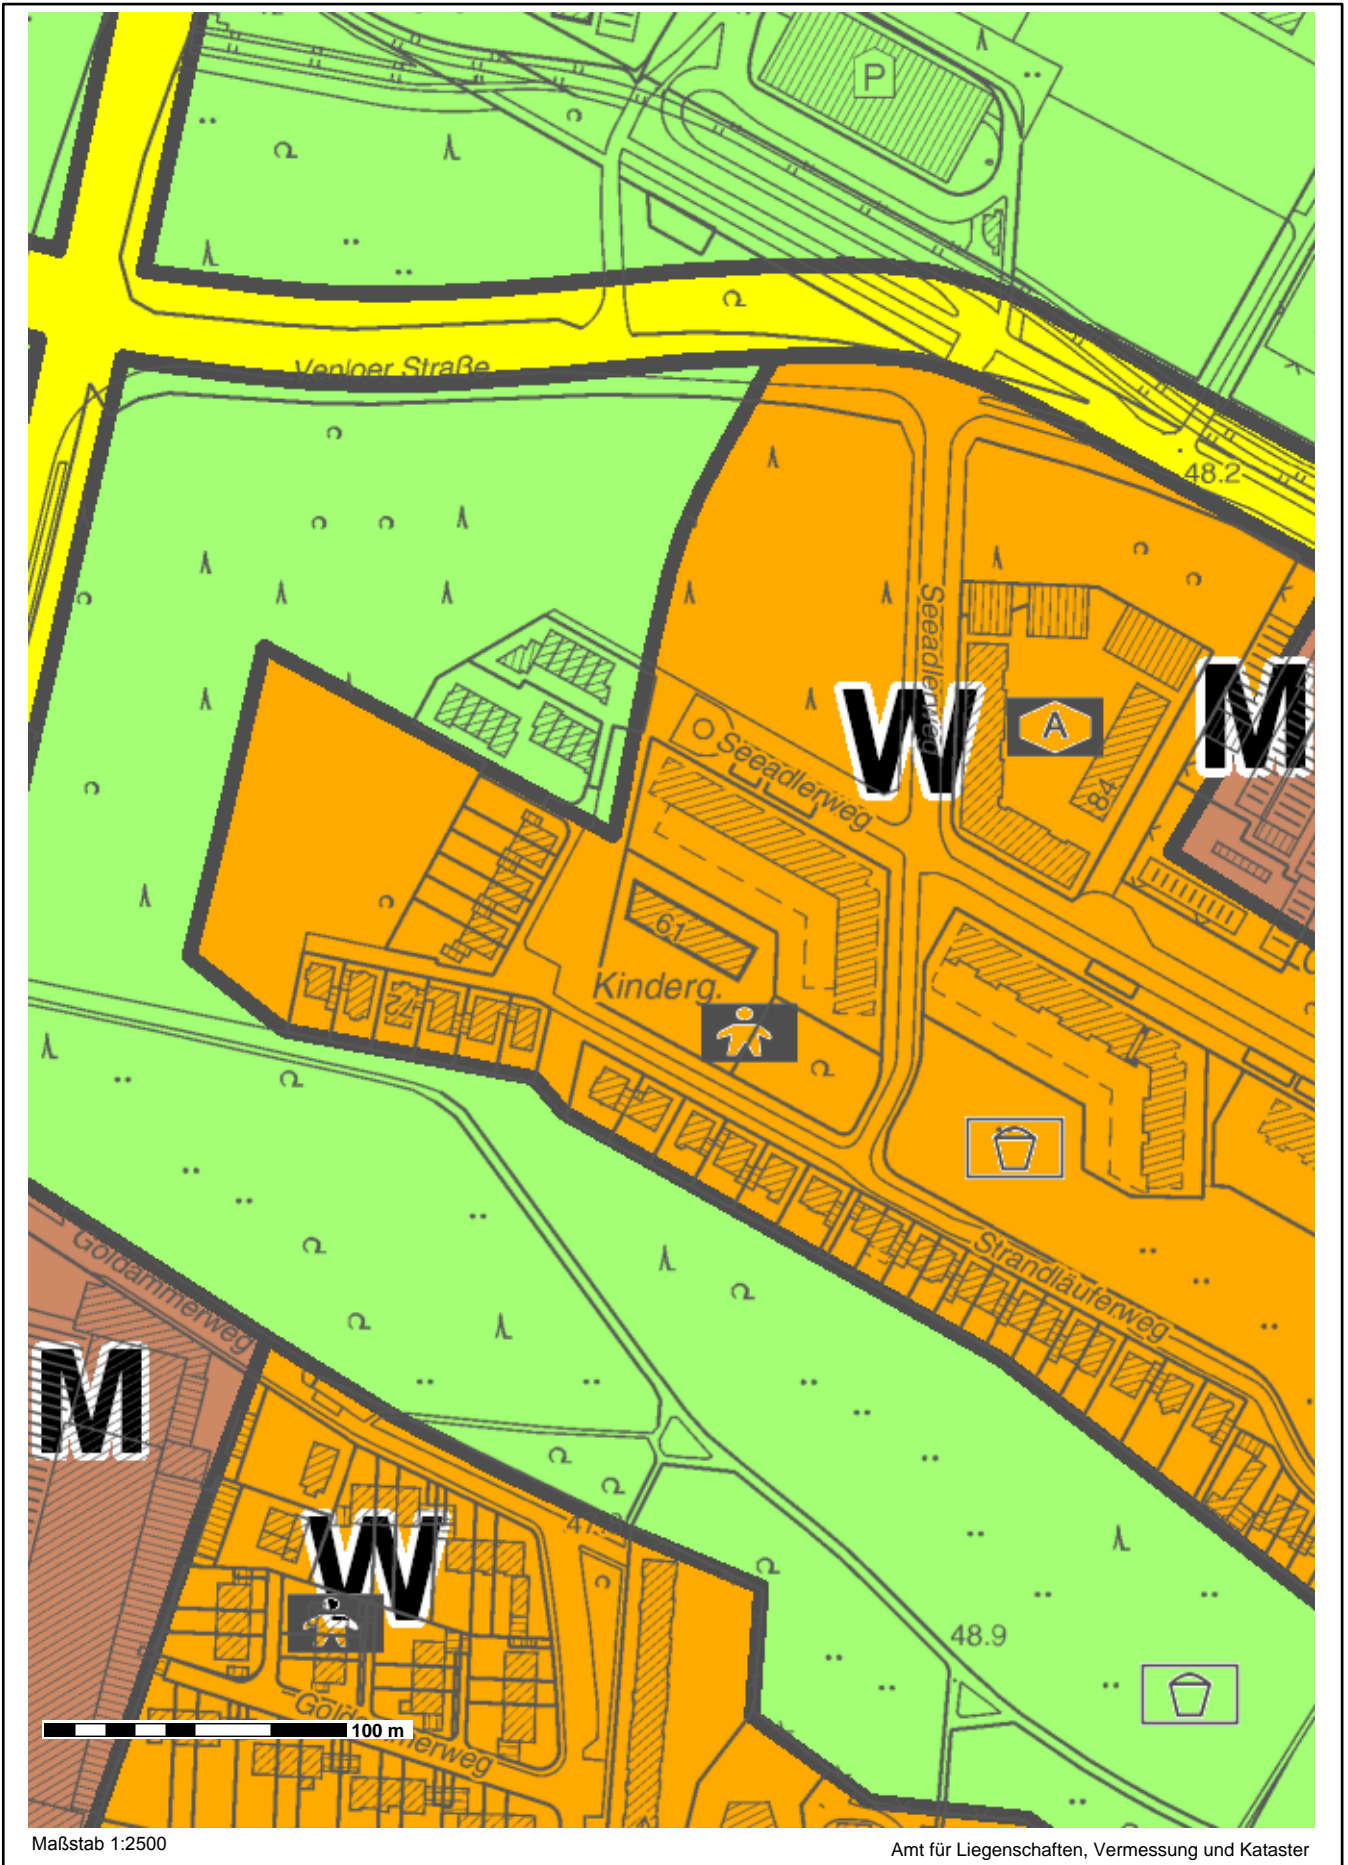 P
Venloer Straße
48.2
Seeadlerweg
W
M
A
Seeadlerweg
84
61
Kinderg.
52
Goldammerweg
Strandläuferweg
M
W
48.9
Goldammerweg
100 m
Maßstab 1:2500
Amt für Liegenschaften, Vermessung und Kataster